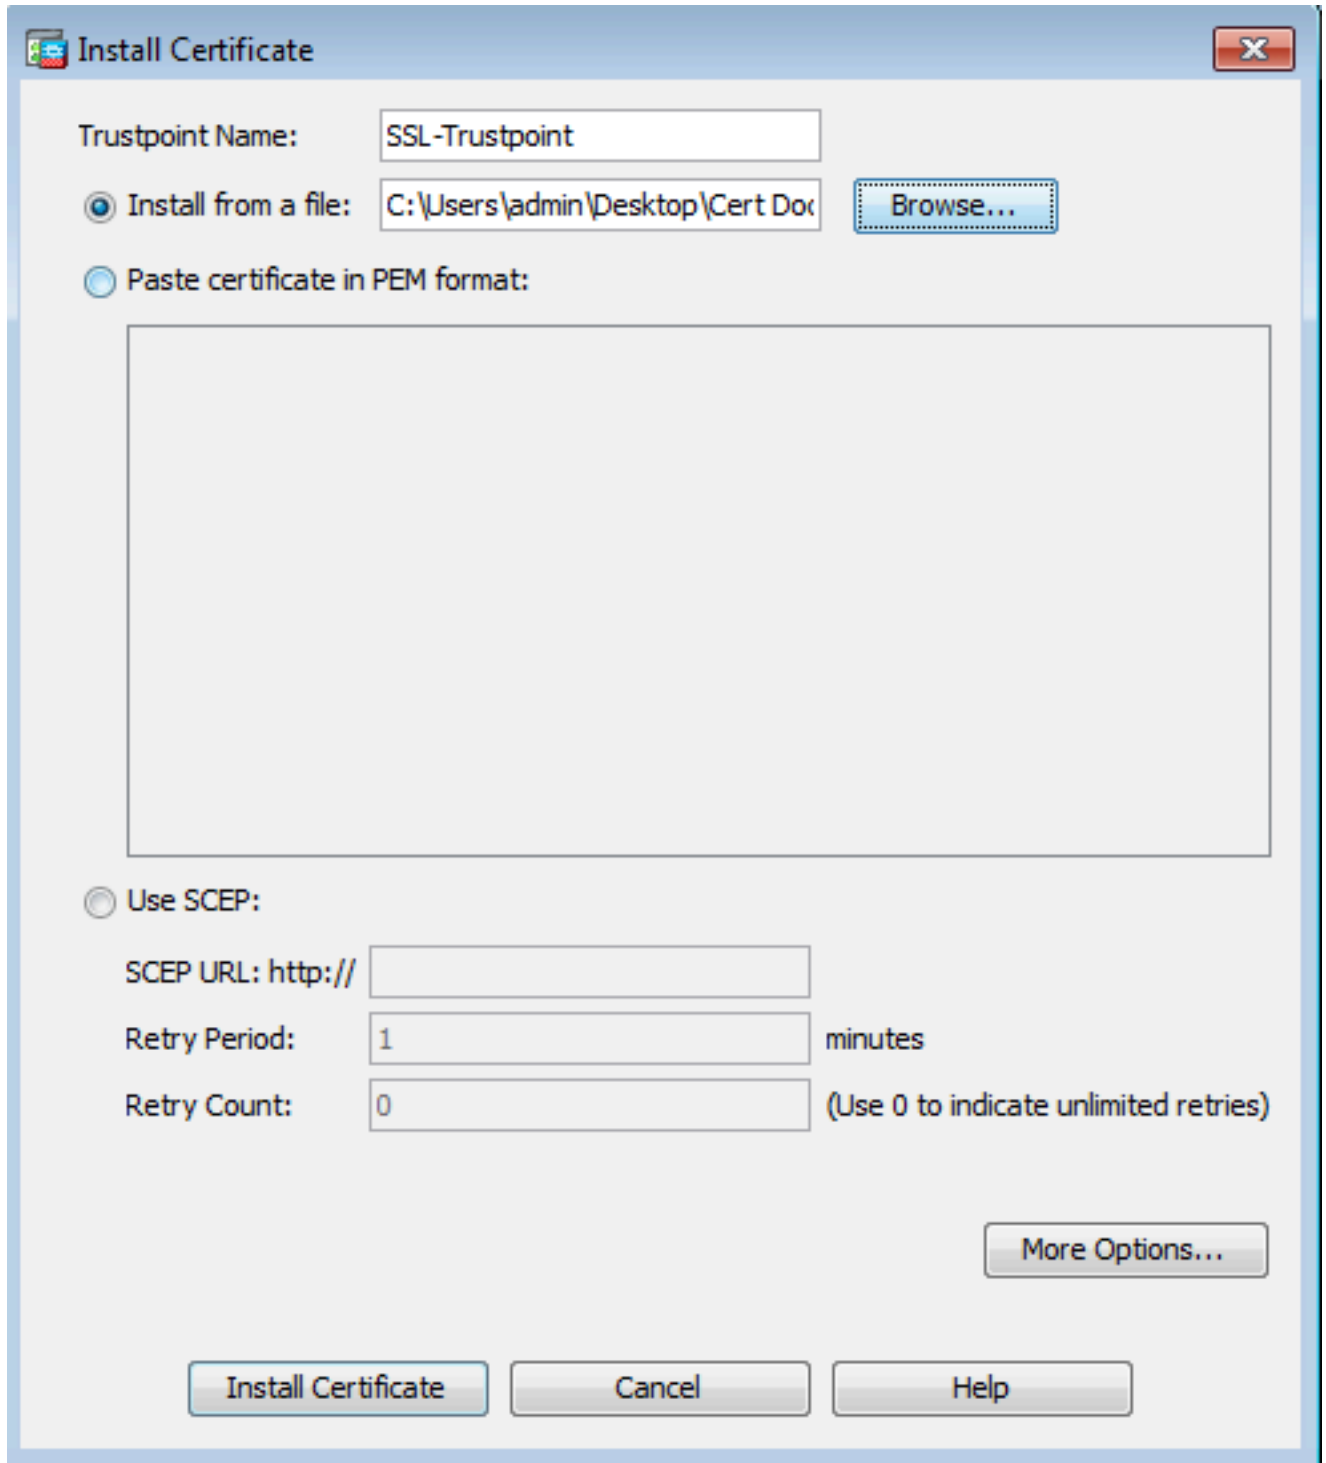 Install Certificate
Trustpoint Name: SSL-Trustpoint
Install from a file: C:\Users\admin\Desktop\Cert Doc Browse...
Paste certificate in PEM format:
Use SCEP:
SCEP URL: http://
Retry Period: 1 minutes
Retry Count: 0 (Use 0 to indicate unlimited retries)
More Options...
Install Certificate Cancel Help